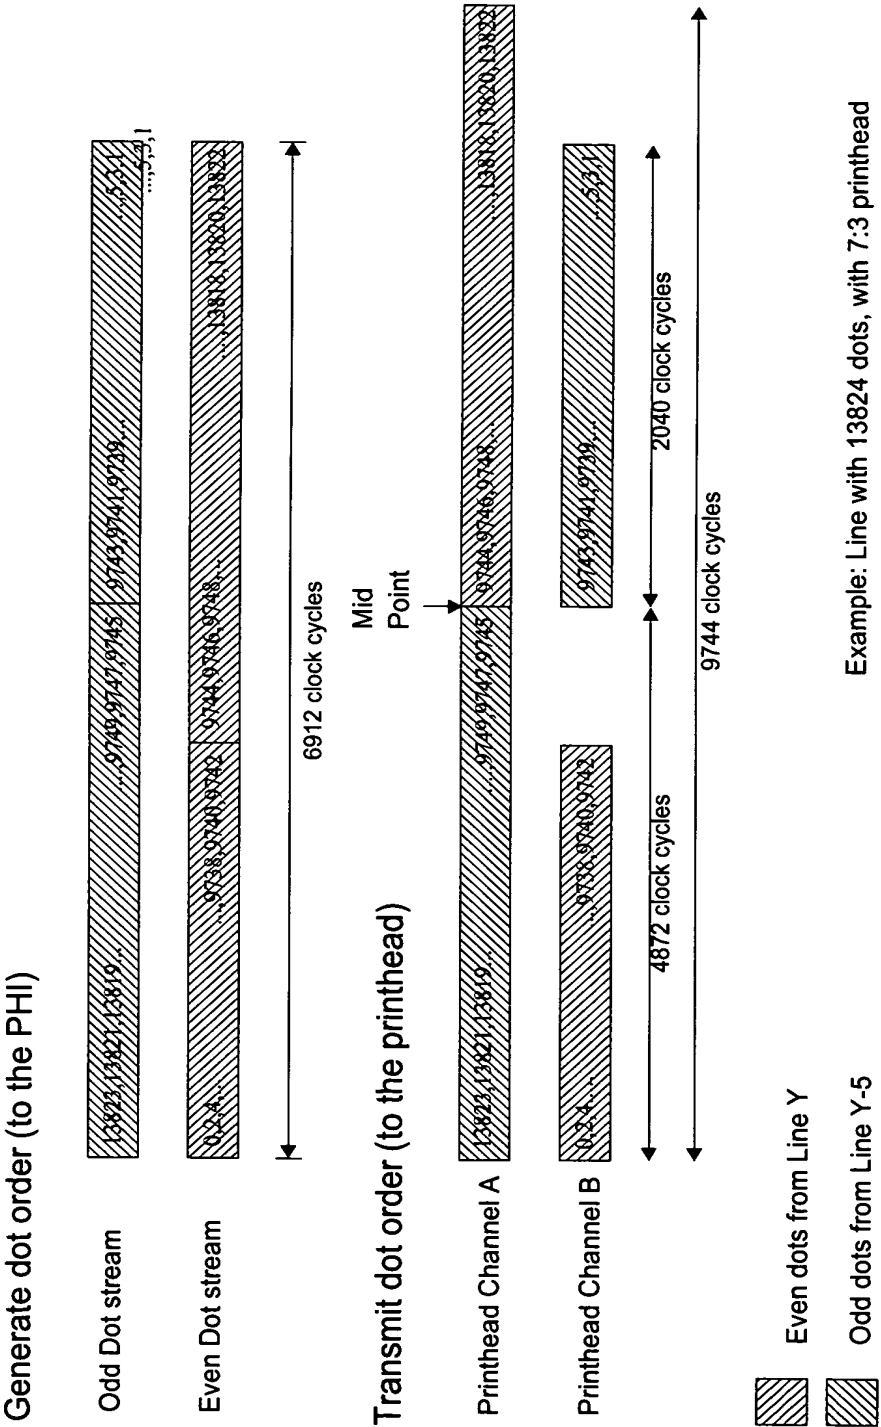 Generate dot order (to the PHI)
Odd Dot stream
13823,13821,13819...
...,9749,9747,9745
9743,9741,9739,...
...,5,3,1
...,5,3,1
Even Dot stream
0,2,4,...
...,9738,9740,9742
9744,9746,9748,...
...,13818,13820,13822
6912 clock cycles
Transmit dot order (to the printhead)
Mid
Point
Printhead Channel A
13823,13821,13819...
...,9749,9747,9745
9744,9746,9748,...
...,13818,13820,13822
Printhead Channel B
0,2,4,...
...,9738,9740,9742
9743,9741,9739,...
...5,3,1
4872 clock cycles
2040 clock cycles
9744 clock cycles
Even dots from Line Y
Odd dots from Line Y-5
Example: Line with 13824 dots, with 7:3 printhead